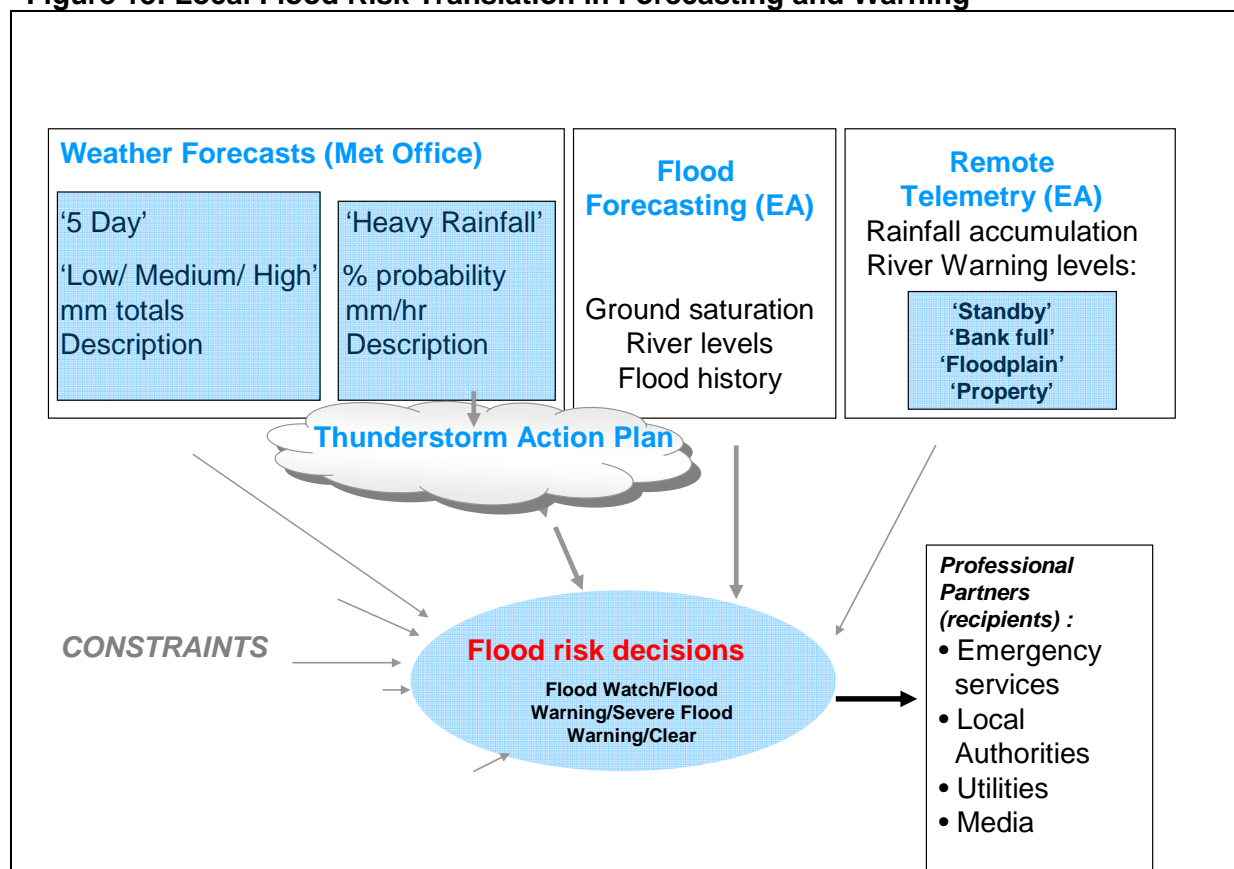 Weather Forecasts (Met Office)
‘5 Day’
‘Low/ Medium/ High’
mm totals
Description
‘Heavy Rainfall’
% probability
mm/hr
Description
Flood
Forecasting (EA)
Ground saturation
River levels
Flood history
Remote
Telemetry (EA)
Rainfall accumulation
River Warning levels:
‘Standby’
‘Bank full’
‘Floodplain’
‘Property’
Thunderstorm Action Plan
CONSTRAINTS
Flood risk decisions
Flood Watch/Flood
Warning/Severe Flood
Warning/Clear
Professional
Partners
(recipients) :
• Emergency
services
• Local
Authorities
• Utilities
• Media